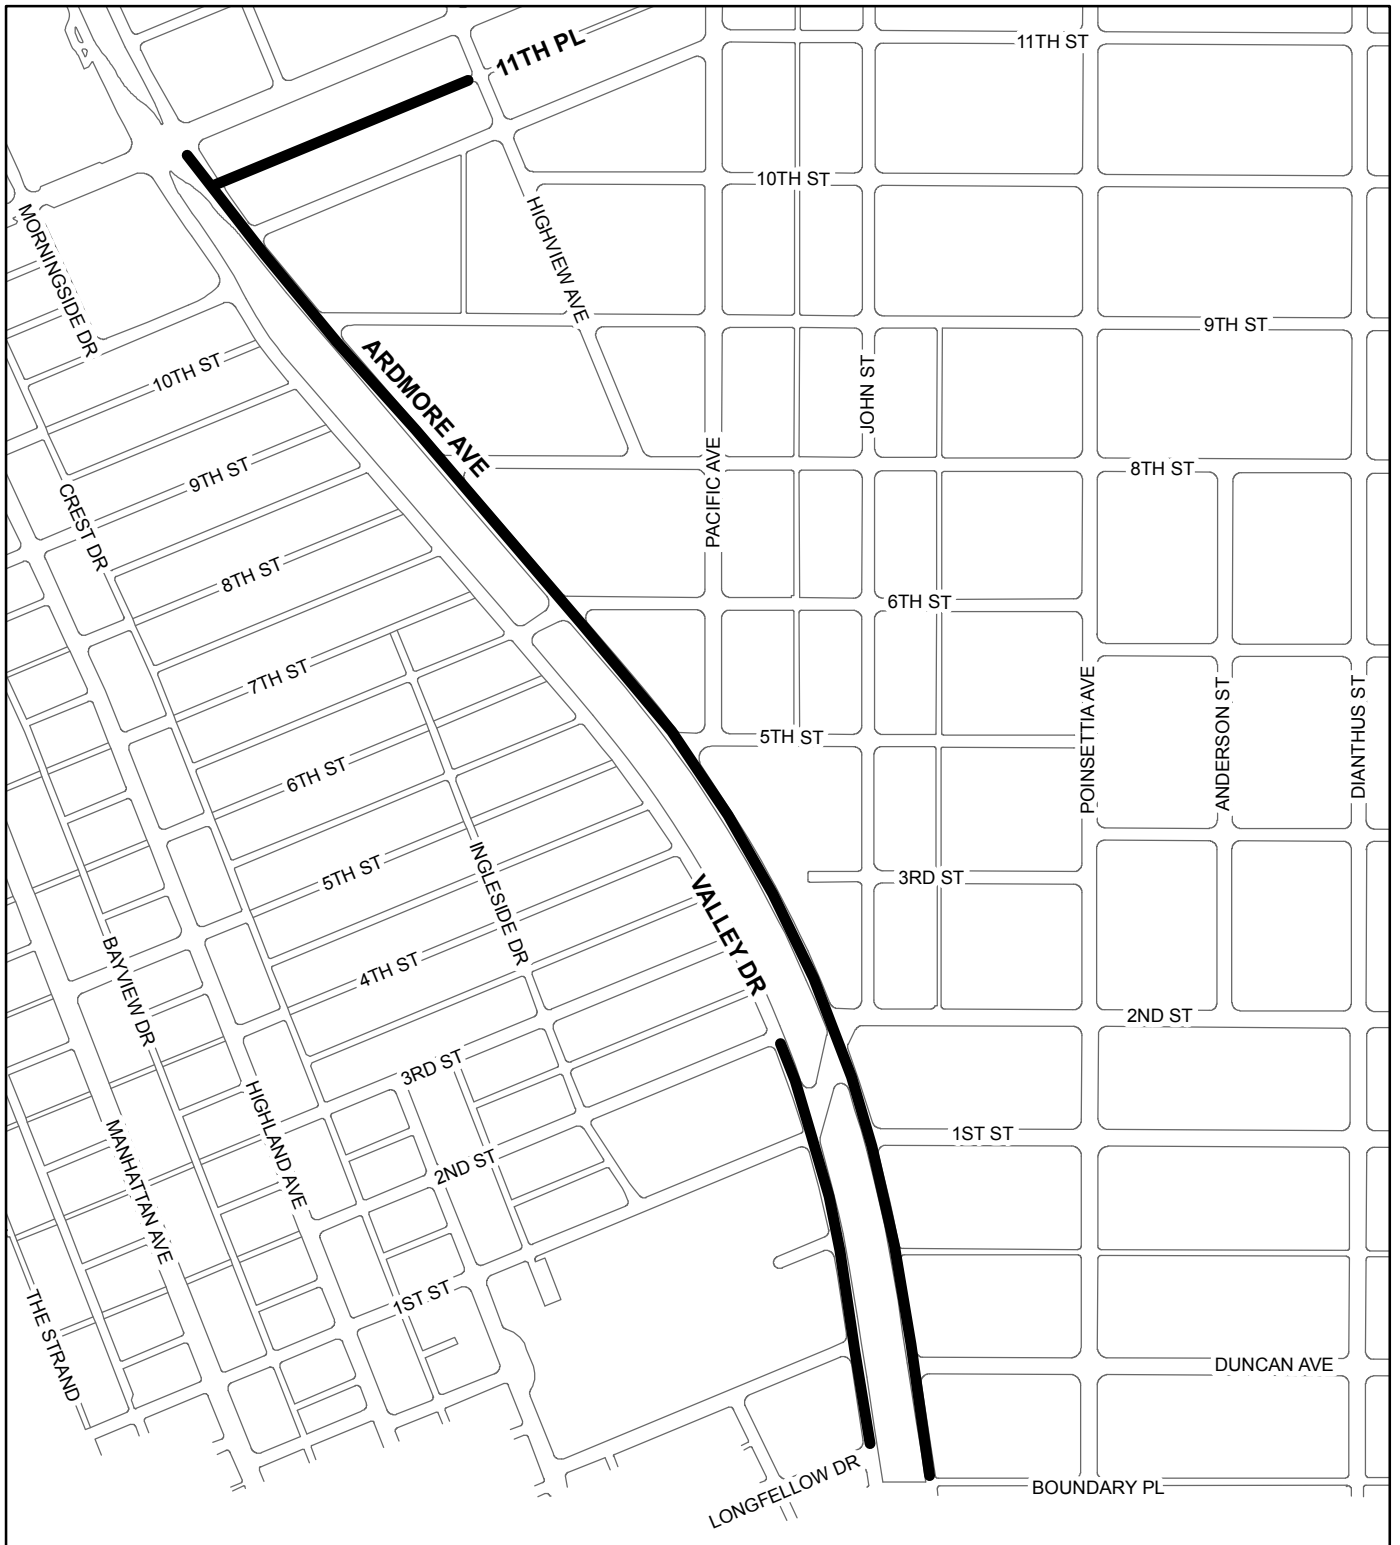 11TH PL
11TH ST
10TH ST
MORNINGSIDE DR
HIGHVIEW AVE
9TH ST
ARDMORE AVE
10TH ST
JOHN ST
PACIFIC AVE
8TH ST
9TH ST
CREST DR
8TH ST
6TH ST
7TH ST
5TH ST
POINSETTIA AVE
ANDERSON ST
DIANTHUS ST
6TH ST
5TH ST
INGLESIDE DR
3RD ST
VALLEY DR
4TH ST
BAYVIEW DR
2ND ST
3RD ST
HIGHLAND AVE
MANHATTAN AVE
1ST ST
2ND ST
1ST ST
THE STRAND
DUNCAN AVE
LONGFELLOW DR
BOUNDARY PL